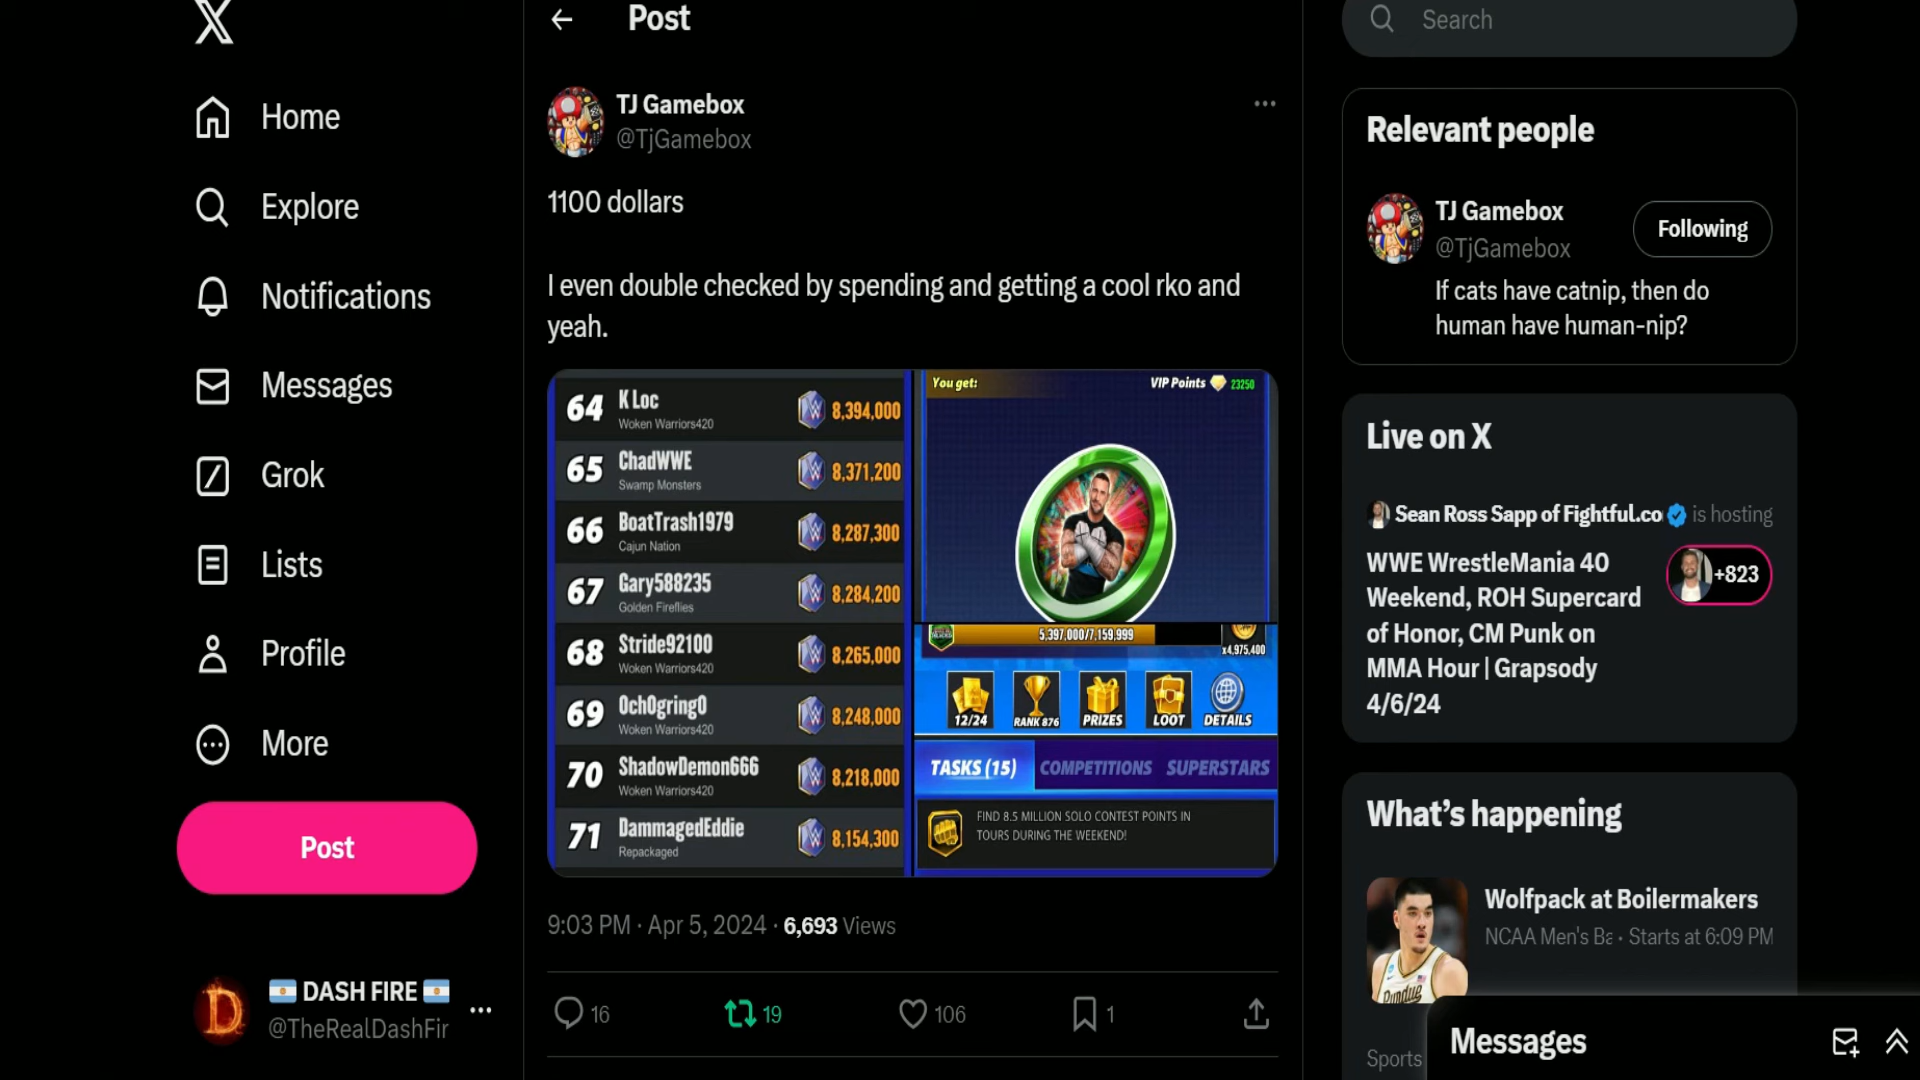 Home
Explore
Notifications
Messages
Grok
Lists
Profile
More
Post
DASH FIRE
@TheRealDashFir
Post
TJ Gamebox
@TjGamebox
1100 dollars
I even double checked by spending and getting a cool rko and
yeah.
64 K Loc 8,394,000
Woken Warriors420
65 ChadWWE 8,371,200
Swamp Monsters
66 BoatTrash1979 8,287,300
Cajun Nation
67 Gary588235 8,284,200
Golden Fireflies
68 Stride92100 8,265,000
Woken Warriors420
69 Och0gring0 8,248,000
Woken Warriors420
70 ShadowDemon666 8,218,000
Woken Warriors420
71 DammagedEddie 8,154,300
Repackaged
You get: VIP Points 23250
5,397,000/7,159,999
x4,975,400
12/24 RANK 876 PRIZES LOOT DETAILS
TASKS (15) COMPETITIONS SUPERSTARS
FIND 8.5 MILLION SOLO CONTEST POINTS IN
TOURS DURING THE WEEKEND!
9:03 PM · Apr 5, 2024 · 6,693 Views
16 19 106 1
Search
Relevant people
TJ Gamebox
@TjGamebox
Following
If cats have catnip, then do
human have human-nip?
Live on X
Sean Ross Sapp of Fightful.co is hosting
WWE WrestleMania 40
Weekend, ROH Supercard
of Honor, CM Punk on
MMA Hour | Grapsody
4/6/24
+823
What's happening
Wolfpack at Boilermakers
NCAA Men's Ba · Starts at 6:09 PM
Purdue
Sports
Messages